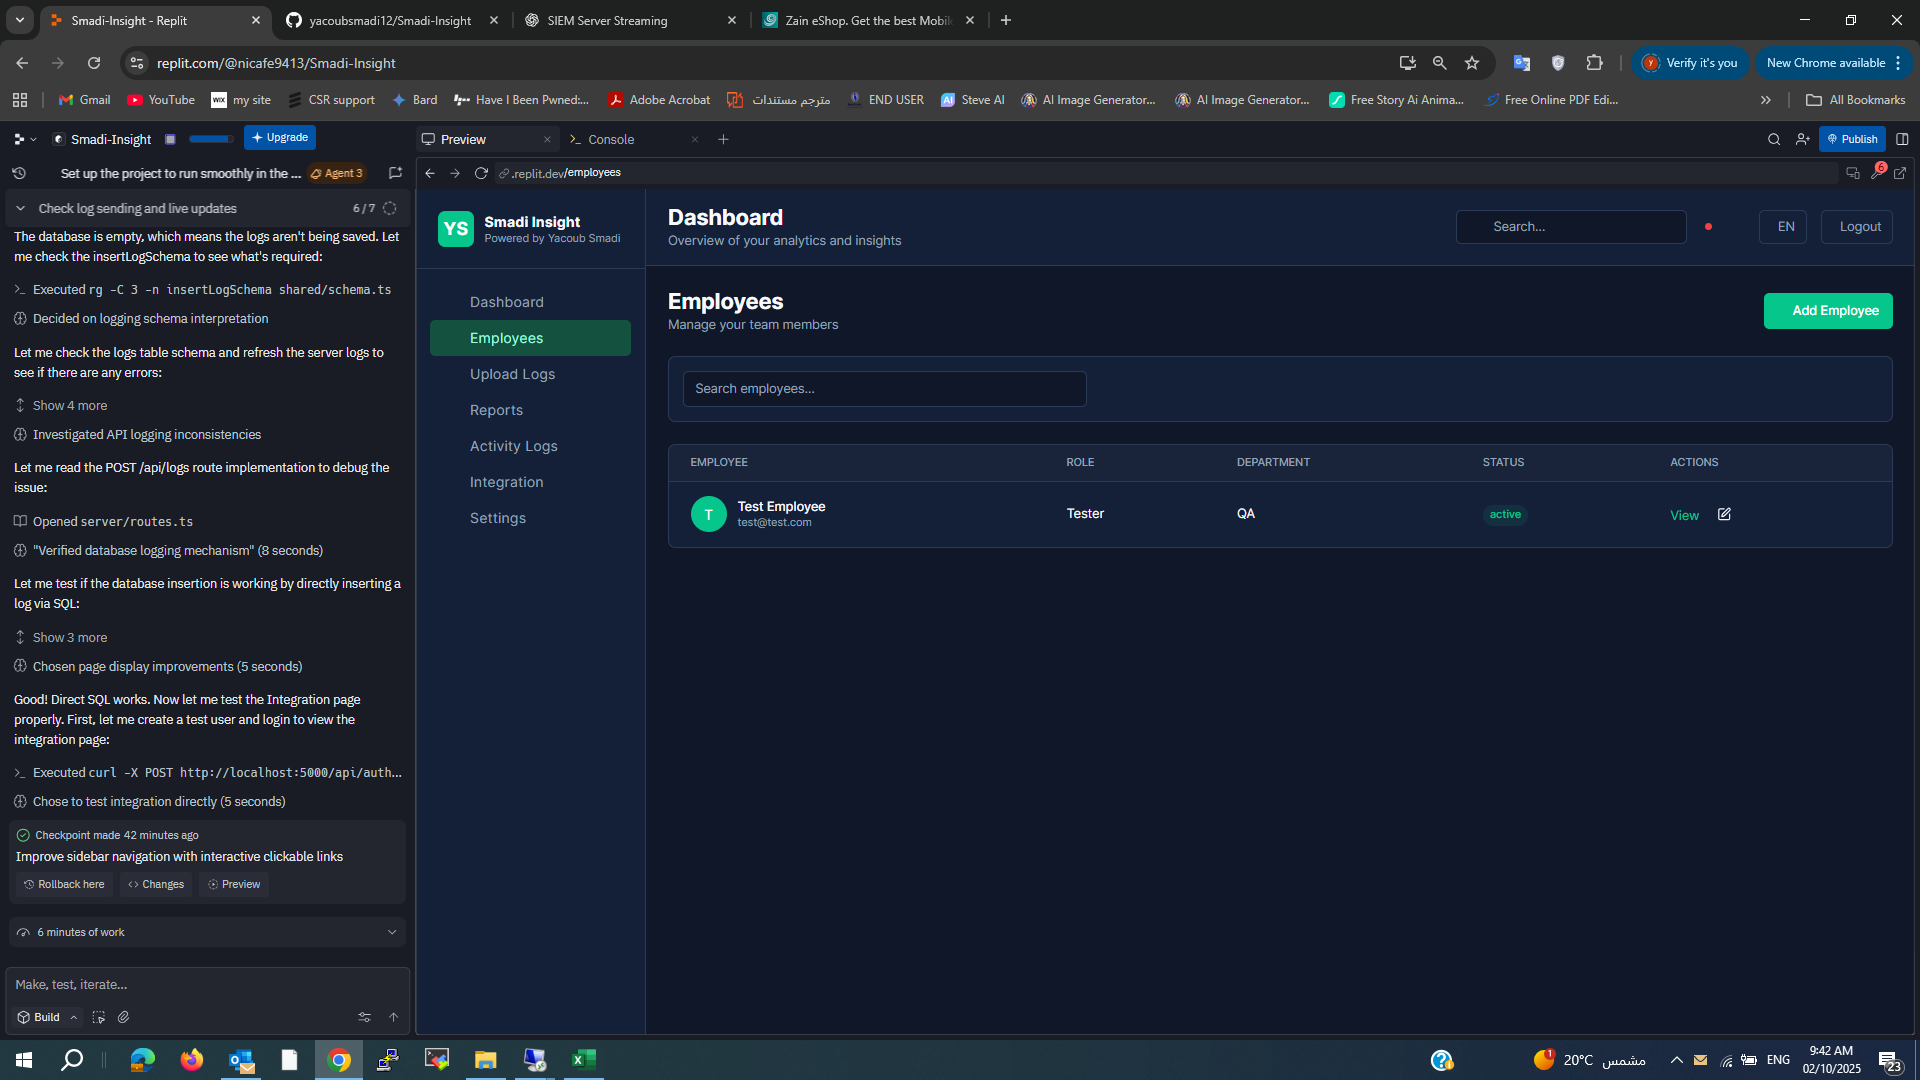 Smadi-Insight - Replit
yacoubsmadi12/Smadi-Insight
SIEM Server Streaming
Zain eShop. Get the best Mobil
replit.com/@nicafe9413/Smadi-Insight
Verify it's you
New Chrome available
Gmail
YouTube
WIX
my site
CSR support
Bard
Have I Been Pwned:...
Adobe Acrobat
مترجم مستندات
END USER
Steve AI
AI Image Generator...
AI Image Generator...
Free Story Ai Anima...
Free Online PDF Edi...
All Bookmarks
Smadi-Insight
Upgrade
Preview
Console
Publish
Set up the project to run smoothly in the ...
Agent 3
.replit.dev/employees
6
Check log sending and live updates
6 / 7
The database is empty, which means the logs aren't being saved. Let
me check the insertLogSchema to see what's required:
Executed rg -C 3 -n insertLogSchema shared/schema.ts
Decided on logging schema interpretation
Let me check the logs table schema and refresh the server logs to
see if there are any errors:
Show 4 more
Investigated API logging inconsistencies
Let me read the POST /api/logs route implementation to debug the
issue:
Opened server/routes.ts
"Verified database logging mechanism" (8 seconds)
Let me test if the database insertion is working by directly inserting a
log via SQL:
Show 3 more
Chosen page display improvements (5 seconds)
Good! Direct SQL works. Now let me test the Integration page
properly. First, let me create a test user and login to view the
integration page:
Executed curl -X POST http://localhost:5000/api/auth...
Chose to test integration directly (5 seconds)
Checkpoint made 42 minutes ago
Improve sidebar navigation with interactive clickable links
Rollback here
Changes
Preview
6 minutes of work
Make, test, iterate...
Build
YS
Smadi Insight
Powered by Yacoub Smadi
Dashboard
Employees
Upload Logs
Reports
Activity Logs
Integration
Settings
Dashboard
Overview of your analytics and insights
Search...
EN
Logout
Employees
Manage your team members
Add Employee
Search employees...
EMPLOYEE ROLE DEPARTMENT STATUS ACTIONS
T
Test Employee
test@test.com
Tester
QA
active
View
1
20°C
مشمس
ENG
9:42 AM
02/10/2025
23